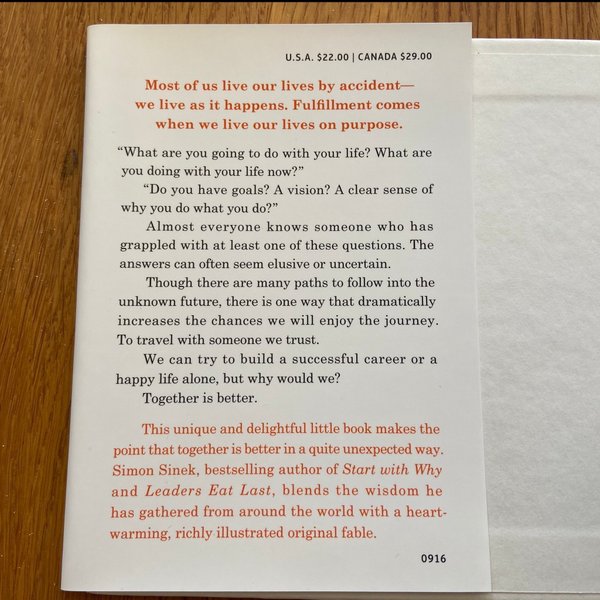 U.S.A. $22.00 | CANADA $29.00
Most of us live our lives by accident—
we live as it happens. Fulfillment comes
when we live our lives on purpose.
“What are you going to do with your life? What are
you doing with your life now?”
“Do you have goals? A vision? A clear sense of
why you do what you do?”
Almost everyone knows someone who has
grappled with at least one of these questions. The
answers can often seem elusive or uncertain.
Though there are many paths to follow into the
unknown future, there is one way that dramatically
increases the chances we will enjoy the journey.
To travel with someone we trust.
We can try to build a successful career or a
happy life alone, but why would we?
Together is better.
This unique and delightful little book makes the
point that together is better in a quite unexpected way.
Simon Sinek, bestselling author of Start with Why
and Leaders Eat Last, blends the wisdom he
has gathered from around the world with a heart-
warming, richly illustrated original fable.
0916